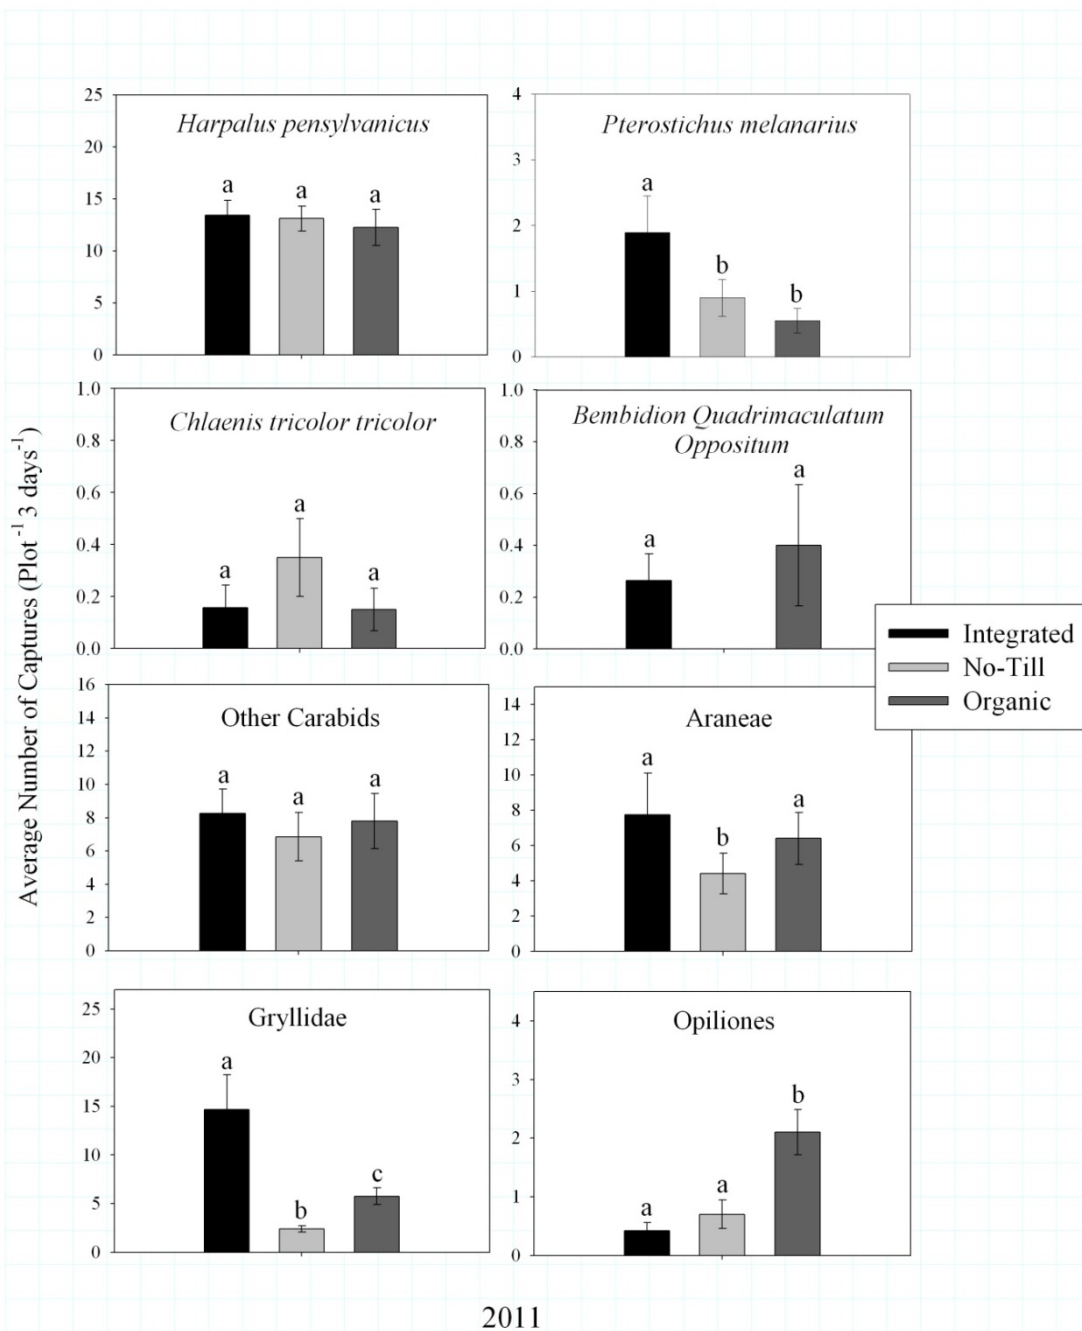 Harpalus pensylvanicus
25
20
15
10
5
0
a
a
a
Pterostichus melanarius
4
3
2
1
0
a
b
b
Chlaenis tricolor tricolor
1.0
0.8
0.6
0.4
0.2
0.0
a
a
a
Bembidion Quadrimaculatum
Oppositum
1.0
0.8
0.6
0.4
0.2
0.0
a
a
Integrated
No-Till
Organic
Average Number of Captures (Plot⁻¹ 3 days⁻¹)
Other Carabids
16
14
12
10
8
6
4
2
0
a
a
a
Araneae
14
12
10
8
6
4
2
0
a
b
a
Gryllidae
25
20
15
10
5
0
a
b
c
Opiliones
4
3
2
1
0
a
a
b
2011